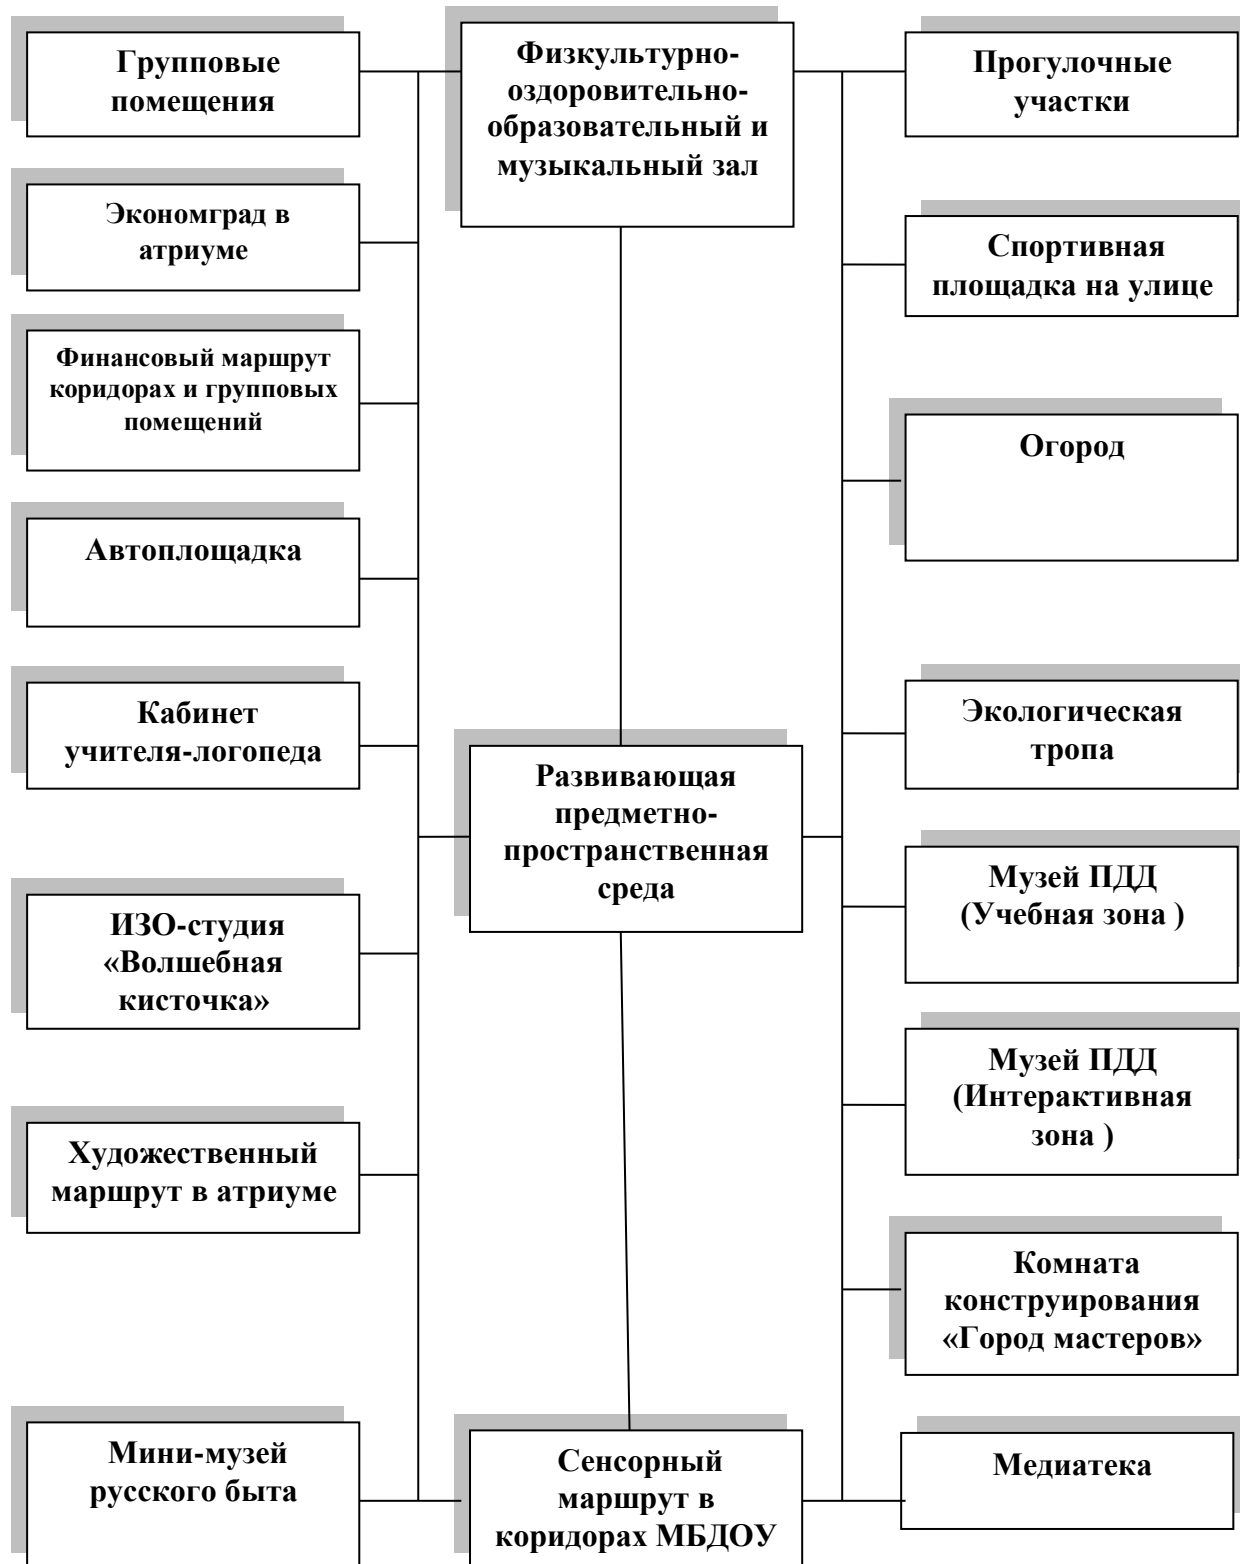 Групповые
помещения
Физкультурно-
оздоровительно-
образовательный и
музыкальный зал
Прогулочные
участки
Экономград в
атриуме
Спортивная
площадка на улице
Финансовый маршрут
коридорах и групповых
помещений
Огород
Автоплощадка
Кабинет
учителя-логопеда
Развивающая
предметно-
пространственная
среда
Экологическая
тропа
ИЗО-студия
«Волшебная
кисточка»
Музей ПДД
(Учебная зона )
Музей ПДД
(Интерактивная
зона )
Художественный
маршрут в атриуме
Комната
конструирования
«Город мастеров»
Мини-музей
русского быта
Сенсорный
маршрут в
коридорах МБДОУ
Медиатека